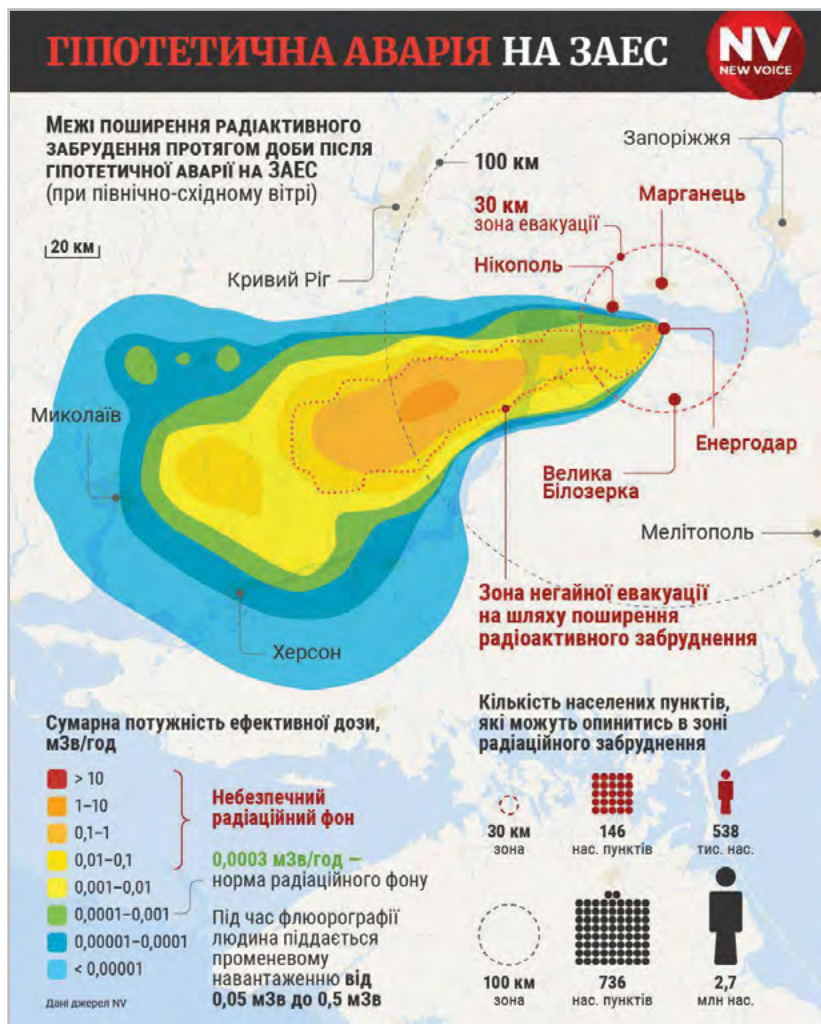 ГІПОТЕТИЧНА АВАРІЯ НА ЗАЕС
NV
NEW VOICE
МЕЖІ ПОШИРЕННЯ РАДІАКТИВНОГО
ЗАБРУДЕННЯ ПРОТЯГОМ ДОБИ ПІСЛЯ
ГІПОТЕТИЧНОЇ АВАРІЇ НА ЗАЕС
(при північно-східному вітрі)
20 км
100 км
Запоріжжя
30 км
зона евакуації
Марганець
Нікополь
Кривий Ріг
Миколаїв
Енергодар
Велика
Білозерка
Мелітополь
Херсон
Зона негайної евакуації
на шляху поширення
радіоактивного забруднення
Сумарна потужність ефективної дози,
мЗв/год
> 10
1–10
0,1–1
0,01–0,1
0,001–0,01
0,0001–0,001
0,00001–0,0001
< 0,00001
Небезпечний
радіаційний фон
0,0003 мЗв/год —
норма радіаційного фону
Під час флюорографії
людина піддається
променевому
навантаженню від
0,05 мЗв до 0,5 мЗв
Дані джерел NV
Кількість населених пунктів,
які можуть опинитись в зоні
радіаційного забруднення
30 км
зона
146
нас. пунктів
538
тис. нас.
100 км
зона
736
нас. пунктів
2,7
млн нас.